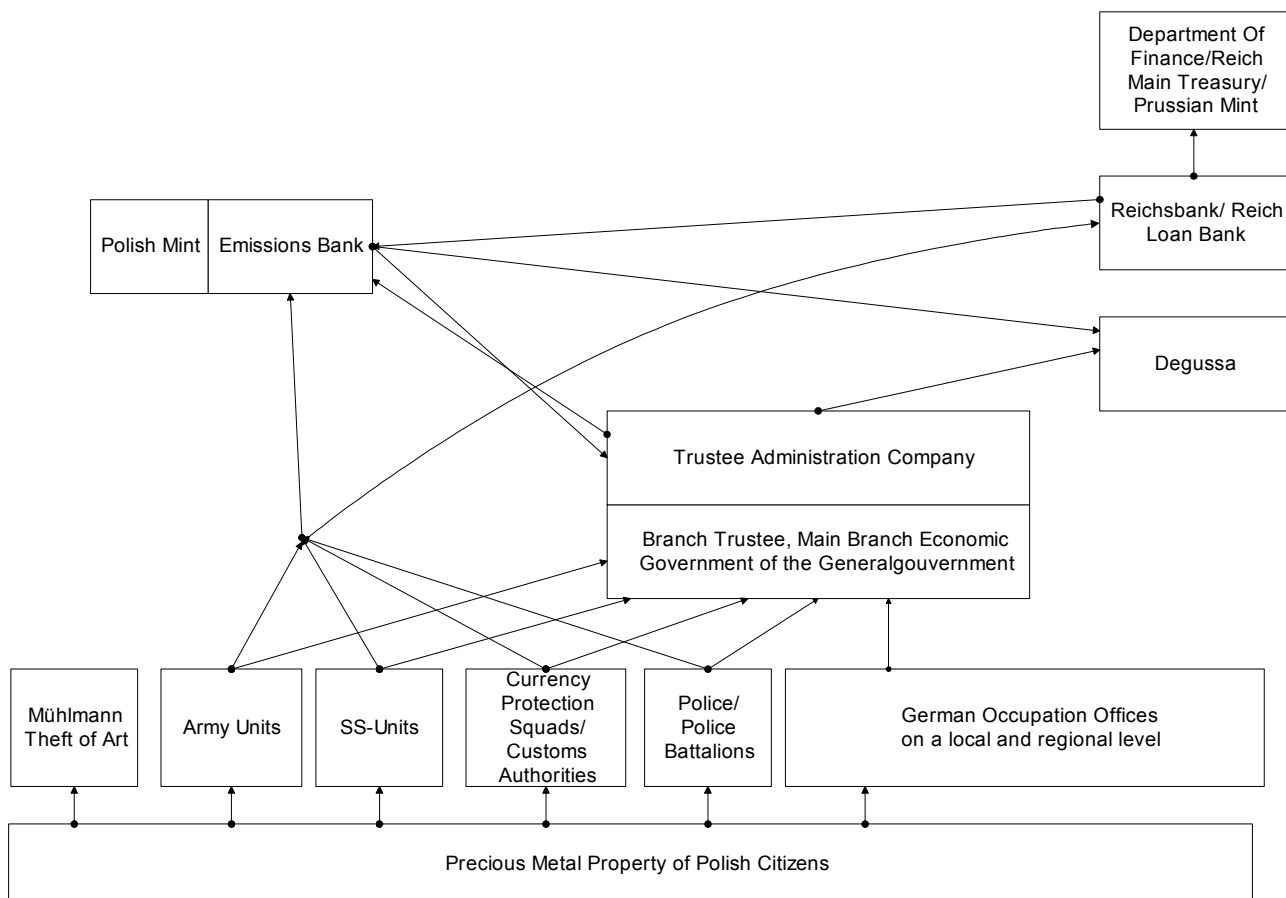 Department Of
Finance/Reich
Main Treasury/
Prussian Mint
Reichsbank/ Reich
Loan Bank
Polish Mint
Emissions Bank
Degussa
Trustee Administration Company
Branch Trustee, Main Branch Economic
Government of the Generalgouvernment
Mühlmann
Theft of Art
Army Units
SS-Units
Currency
Protection
Squads/
Customs
Authorities
Police/
Police
Battalions
German Occupation Offices
on a local and regional level
Precious Metal Property of Polish Citizens